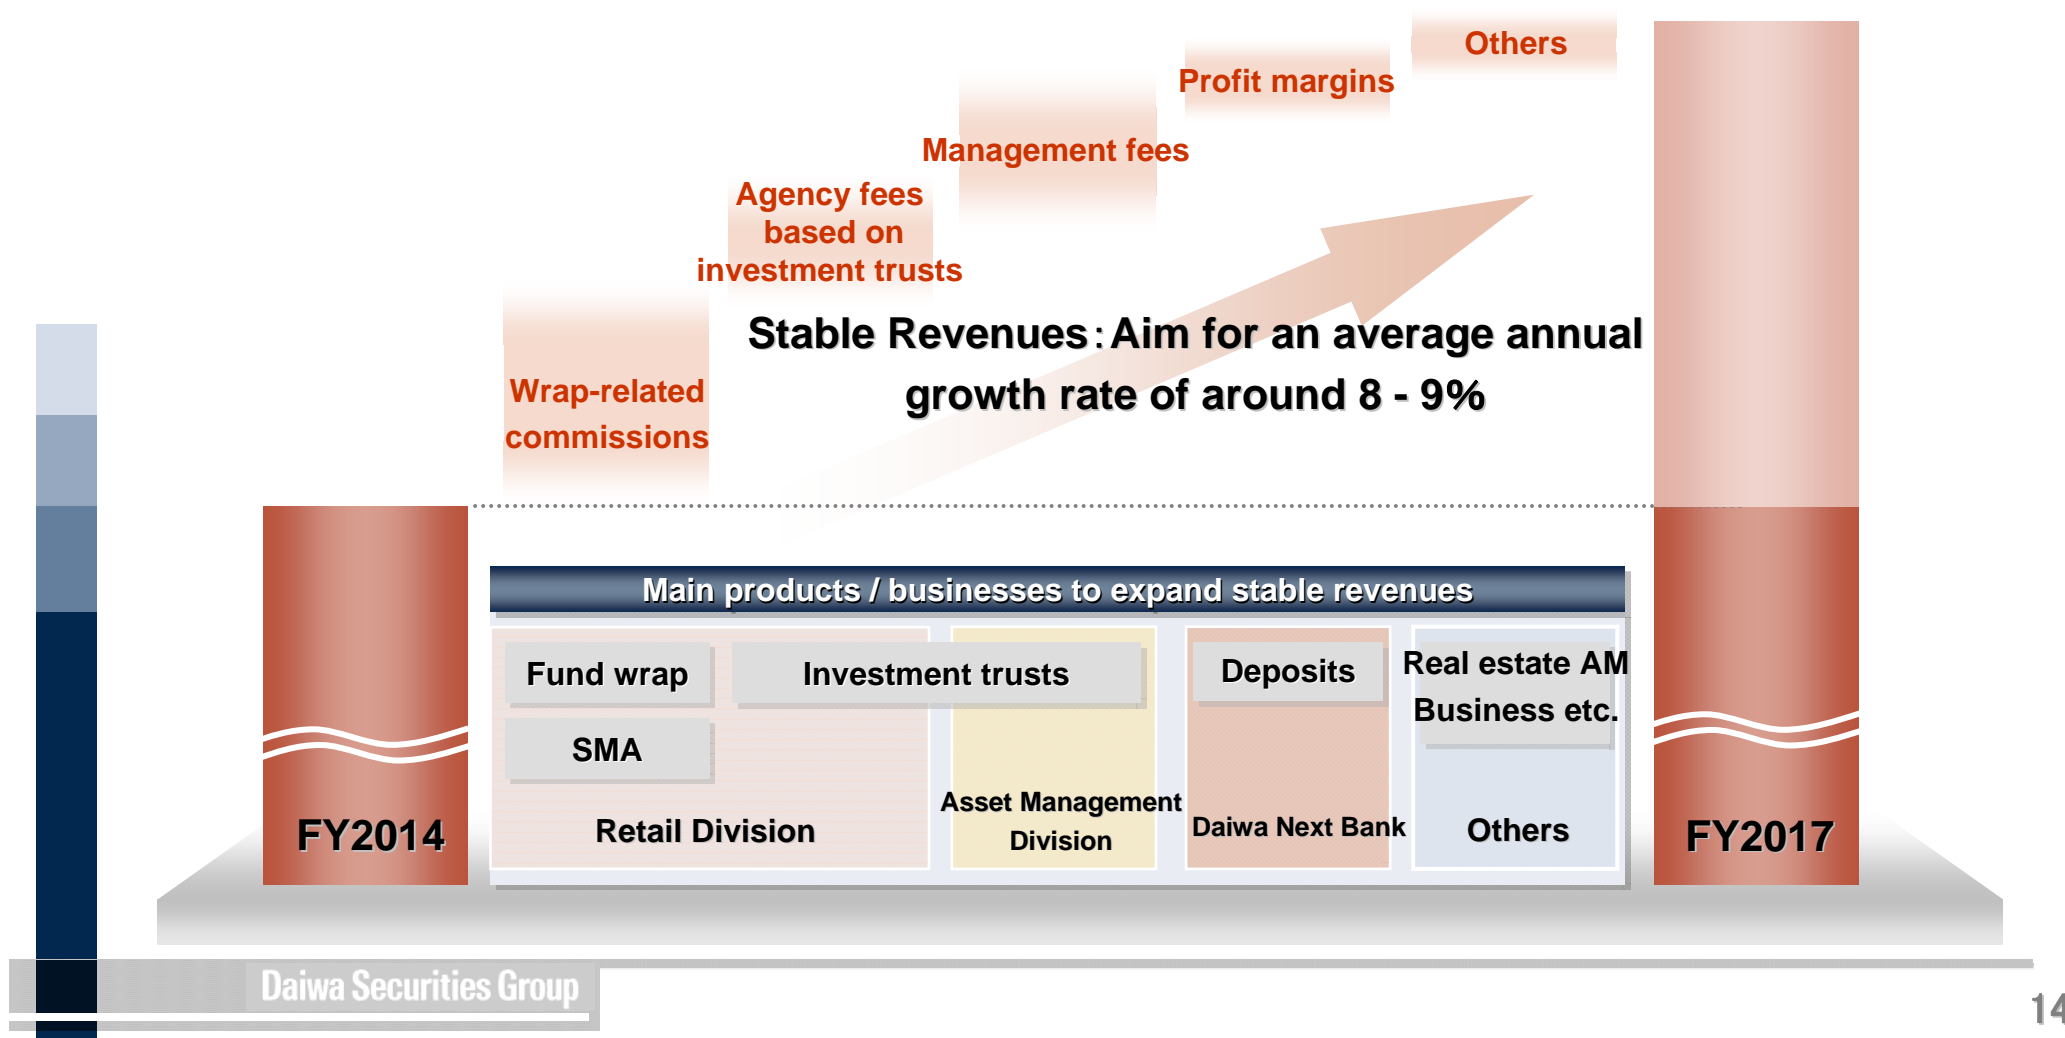 Others
Profit margins
Management fees
Agency fees
based on
investment trusts
Wrap-related
commissions
Stable Revenues：Aim for an average annual
growth rate of around 8 - 9%
Main products / businesses to expand stable revenues
Fund wrap
Investment trusts
Deposits
Real estate AM
Business etc.
SMA
Retail Division
Asset Management
Division
Daiwa Next Bank
Others
FY2014
FY2017
Daiwa Securities Group
14